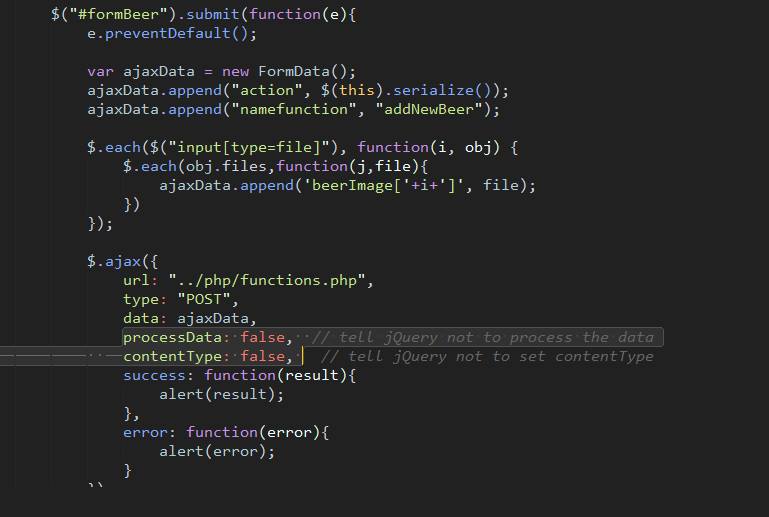 $("#formBeer").submit(function(e){
e.preventDefault();
var ajaxData = new FormData();
ajaxData.append("action", $(this).serialize());
ajaxData.append("namefunction", "addNewBeer");
$.each($("input[type=file]"), function(i, obj) {
$.each(obj.files,function(j,file){
ajaxData.append('beerImage['+i+']', file);
})
});
$.ajax({
url: "../php/functions.php",
type: "POST",
data: ajaxData,
processData: false, // tell jQuery not to process the data
contentType: false, // tell jQuery not to set contentType
success: function(result){
alert(result);
},
error: function(error){
alert(error);
}
})